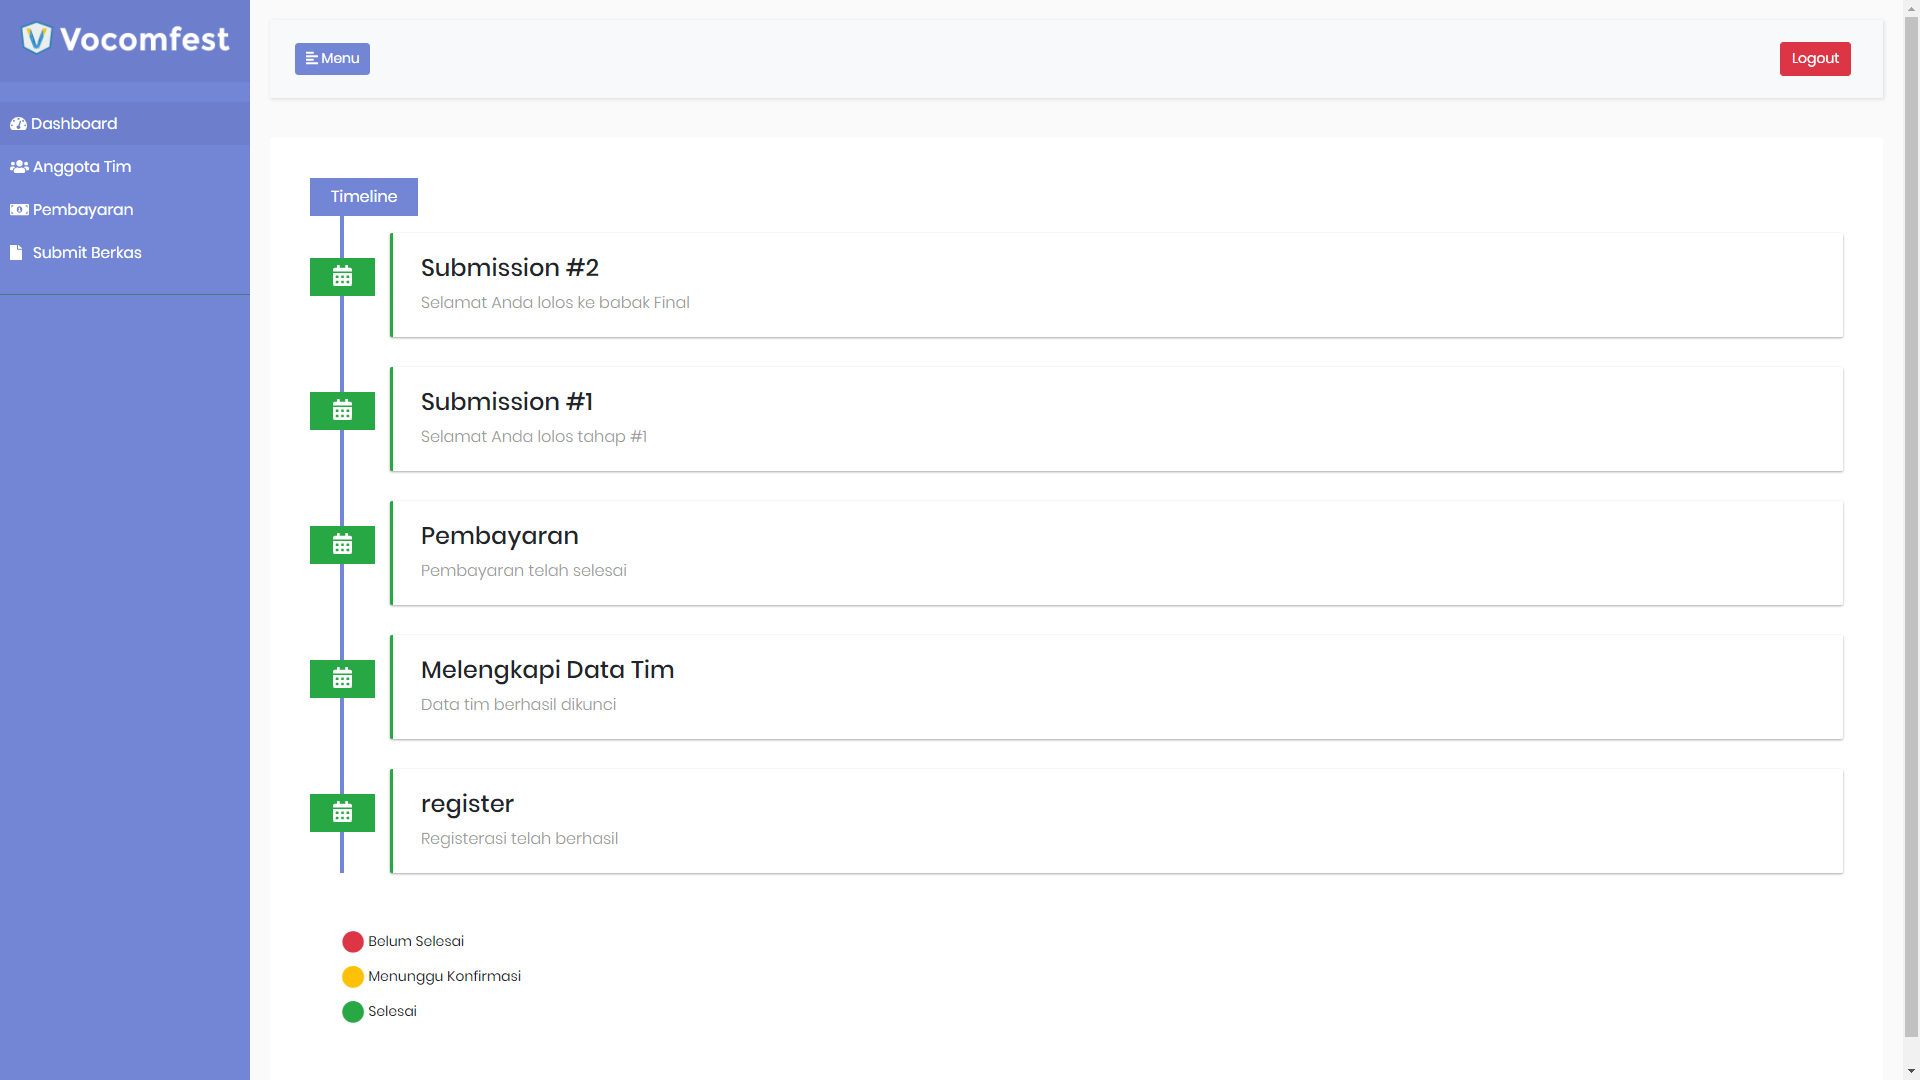 Vocomfest
Menu
Logout
Dashboard
Anggota Tim
Pembayaran
Submit Berkas
Timeline
Submission #2
Selamat Anda lolos ke babak Final
Submission #1
Selamat Anda lolos tahap #1
Pembayaran
Pembayaran telah selesai
Melengkapi Data Tim
Data tim berhasil dikunci
register
Registerasi telah berhasil
Belum Selesai
Menunggu Konfirmasi
Selesai